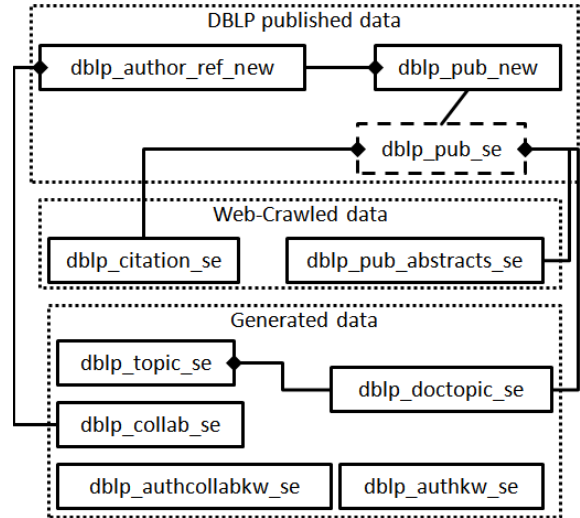 DBLP published data
dblp_author_ref_new
dblp_pub_new
dblp_pub_se
Web-Crawled data
dblp_citation_se
dblp_pub_abstracts_se
Generated data
dblp_topic_se
dblp_doctopic_se
dblp_collab_se
dblp_authcollabkw_se
dblp_authkw_se